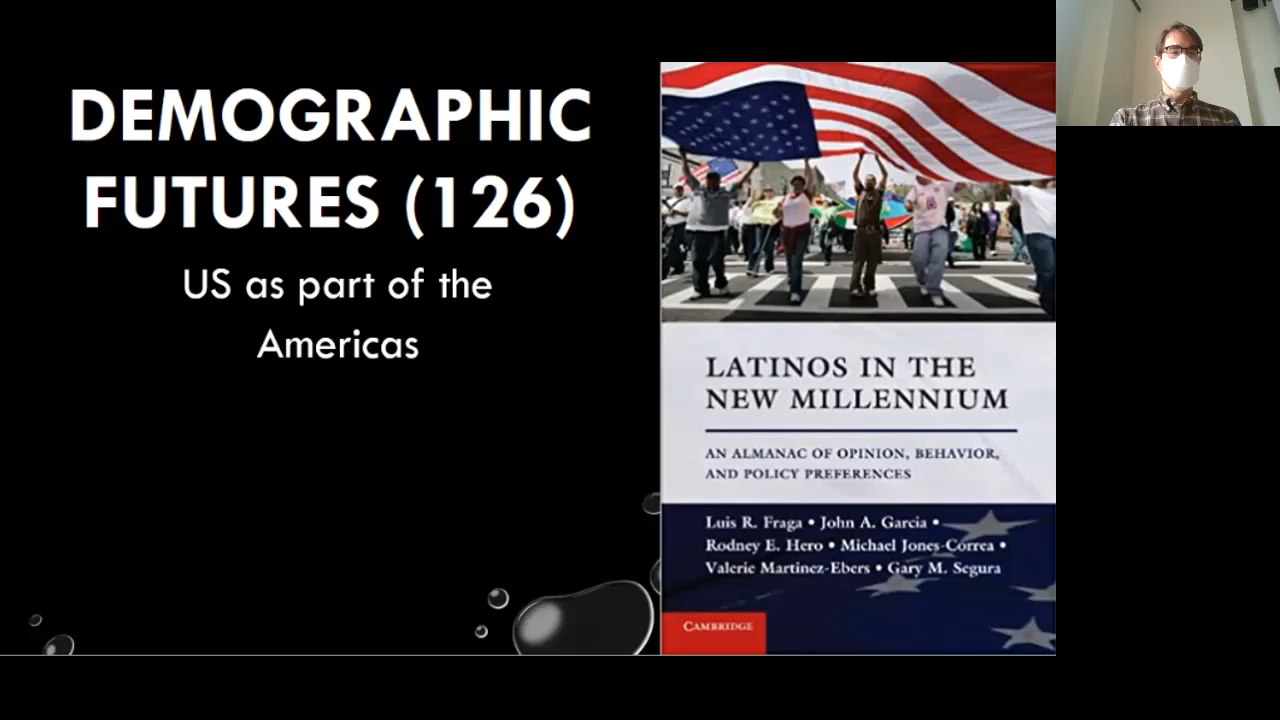 DEMOGRAPHIC
FUTURES (126)
US as part of the
Americas
LATINOS IN THE
NEW MILLENNIUM
AN ALMANAC OF OPINION, BEHAVIOR,
AND POLICY PREFERENCES
Luis R. Fraga • John A. Garcia •
Rodney E. Hero • Michael Jones-Correa •
Valerie Martinez-Ebers • Gary M. Segura
CAMBRIDGE